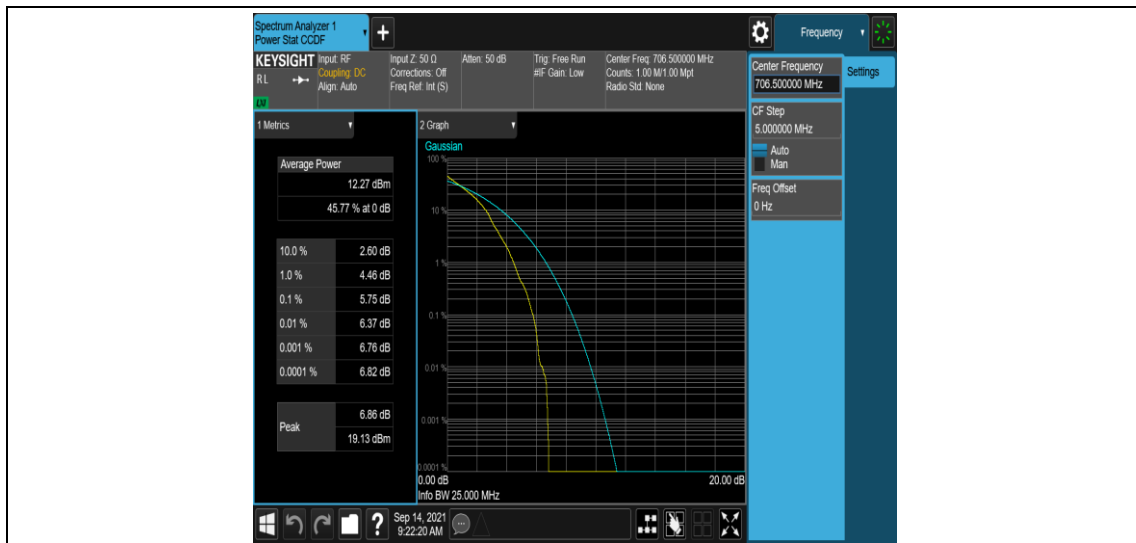 Spectrum Analyzer 1
Power Stat CCDF
+
Frequency
KEYSIGHT
R L
LXI
Input: RF
Coupling: DC
Align: Auto
Input Z: 50 Ω
Corrections: Off
Freq Ref: Int (S)
Atten: 50 dB
Trig: Free Run
#IF Gain: Low
Center Freq: 706.500000 MHz
Counts: 1.00 M/1.00 Mpt
Radio Std: None
Center Frequency
706.500000 MHz
Settings
CF Step
5.000000 MHz
Auto
Man
Freq Offset
0 Hz
1 Metrics
Average Power
12.27 dBm
45.77 % at 0 dB
10.0 % 2.60 dB
1.0 % 4.46 dB
0.1 % 5.75 dB
0.01 % 6.37 dB
0.001 % 6.76 dB
0.0001 % 6.82 dB
Peak
6.86 dB
19.13 dBm
2 Graph
Gaussian
100 %
10 %
1 %
0.1 %
0.01 %
0.001 %
0.0001 %
0.00 dB 20.00 dB
Info BW 25.000 MHz
?
Sep 14, 2021
9:22:20 AM